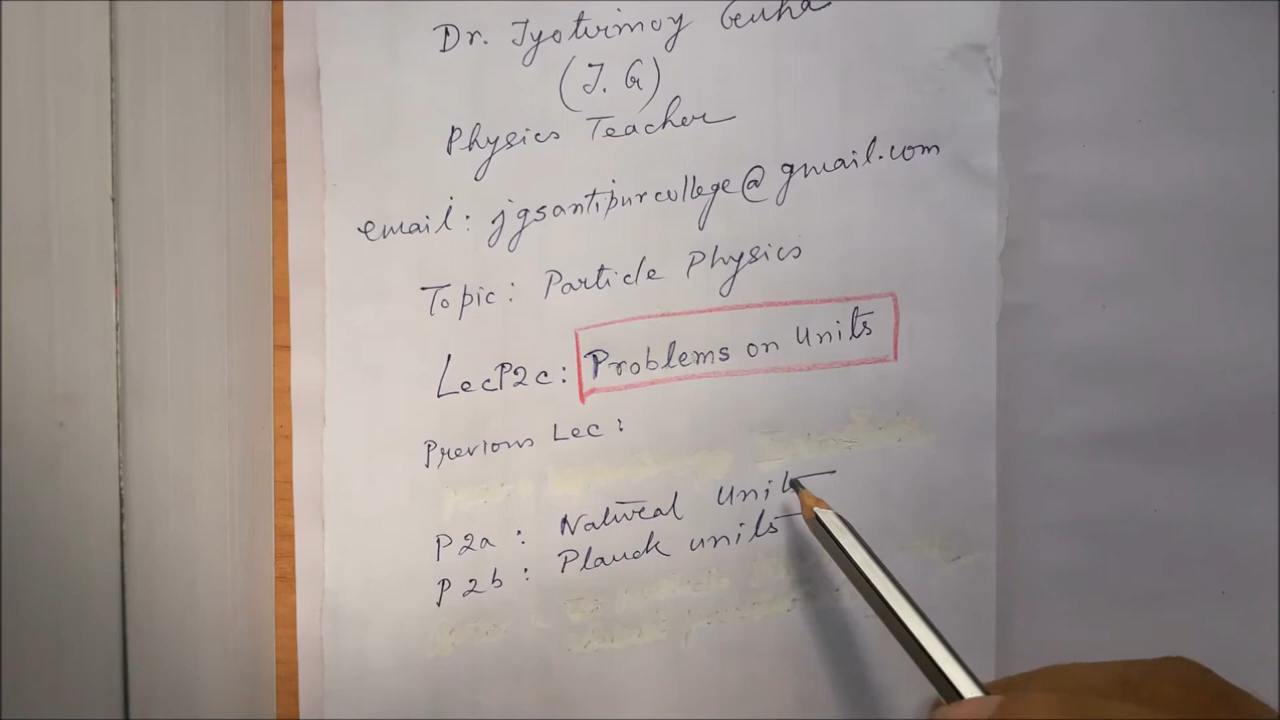 Dr. Jyotirmoy Guha
(J. G)
Physics Teacher
email: jgsantipurcollege@gmail.com
Topic: Particle Physics
LecP2c: Problems on Units
Previous Lec:
P2a: Natural Unit
P2b: Planck units